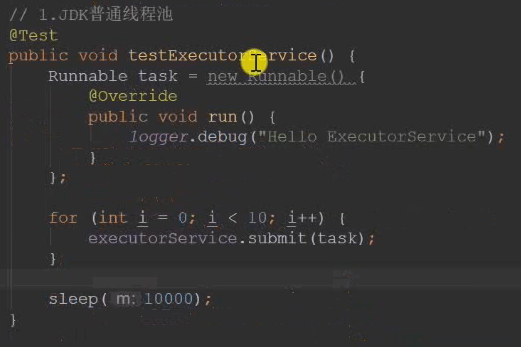 // 1.JDK普通线程池
@Test
public void testExecutorService() {
Runnable task = new Runnable() {
@Override
public void run() {
logger.debug("Hello ExecutorService");
}
};
for (int i = 0; i < 10; i++) {
executorService.submit(task);
}
sleep( m: 10000);
}